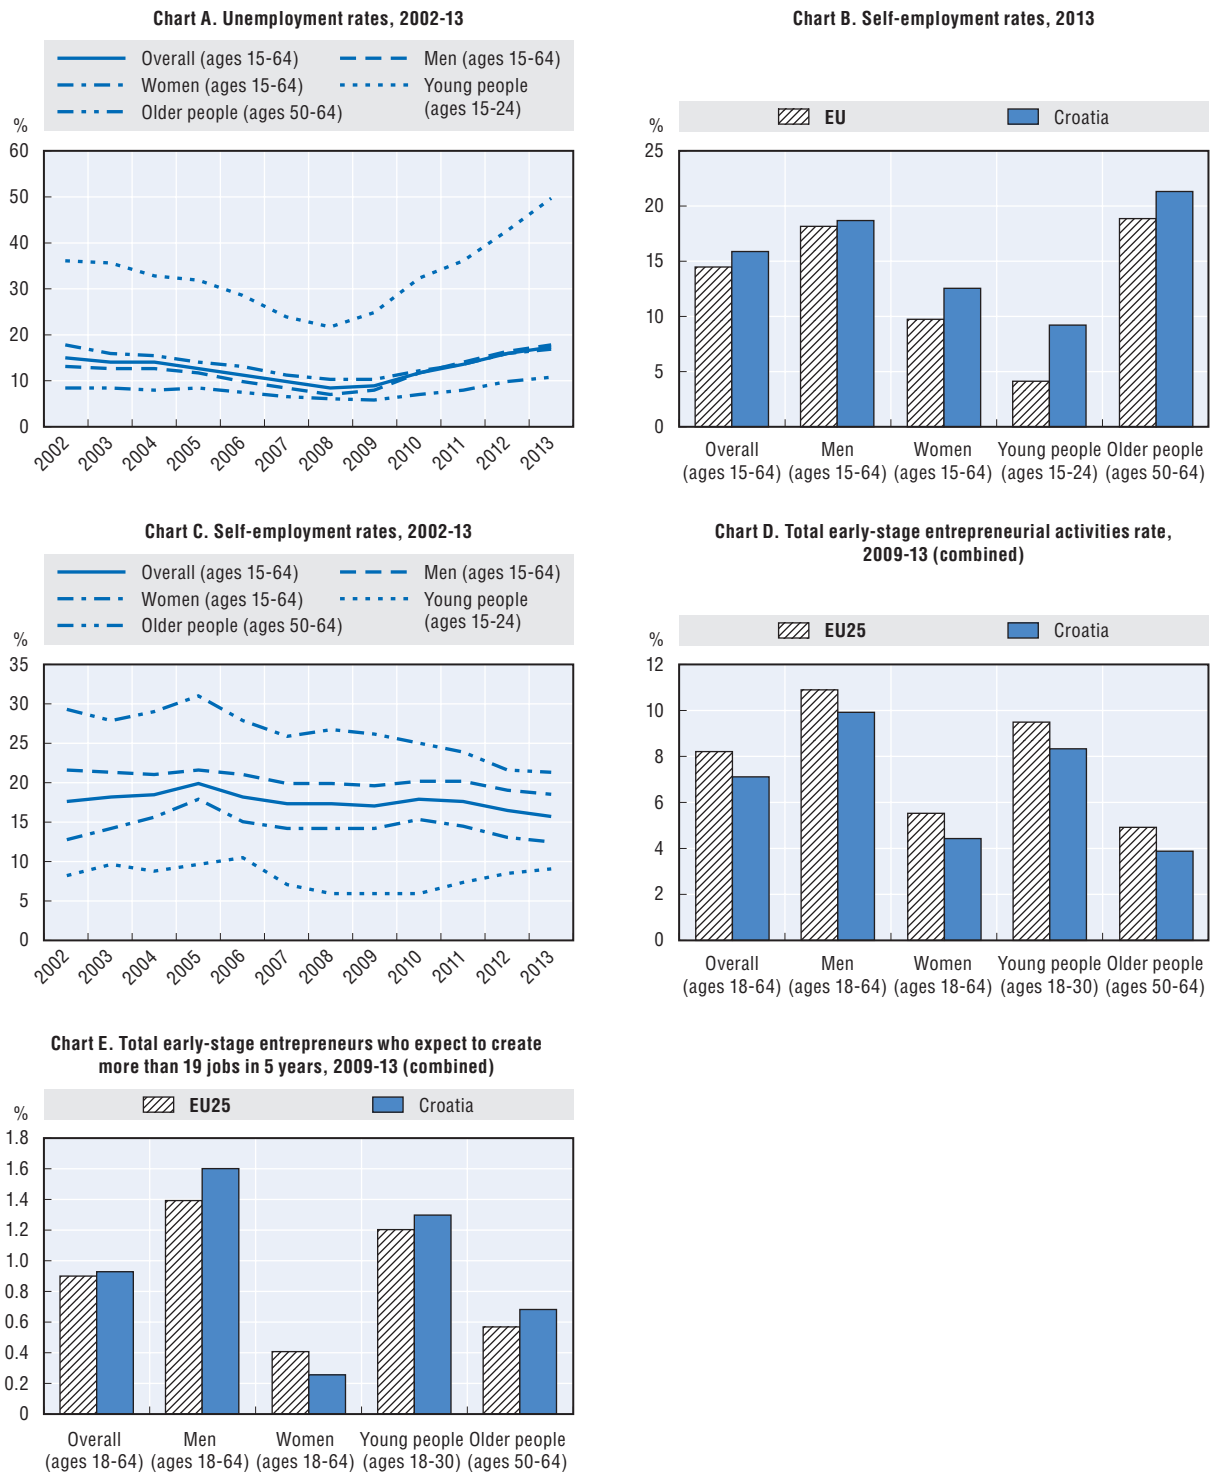 Chart A. Unemployment rates, 2002-13
Overall (ages 15-64)
Men (ages 15-64)
Women (ages 15-64)
Young people
(ages 15-24)
Older people (ages 50-64)
%
60
50
40
30
20
10
0
2002
2003
2004
2005
2006
2007
2008
2009
2010
2011
2012
2013
Chart B. Self-employment rates, 2013
EU
Croatia
%
25
20
15
10
5
0
Overall
(ages 15-64)
Men
(ages 15-64)
Women
(ages 15-64)
Young people
(ages 15-24)
Older people
(ages 50-64)
Chart C. Self-employment rates, 2002-13
Overall (ages 15-64)
Men (ages 15-64)
Women (ages 15-64)
Young people
(ages 15-24)
Older people (ages 50-64)
%
35
30
25
20
15
10
5
0
2002
2003
2004
2005
2006
2007
2008
2009
2010
2011
2012
2013
Chart D. Total early-stage entrepreneurial activities rate,
2009-13 (combined)
EU25
Croatia
%
12
10
8
6
4
2
0
Overall
(ages 18-64)
Men
(ages 18-64)
Women
(ages 18-64)
Young people
(ages 18-30)
Older people
(ages 50-64)
Chart E. Total early-stage entrepreneurs who expect to create
more than 19 jobs in 5 years, 2009-13 (combined)
EU25
Croatia
%
1.8
1.6
1.4
1.2
1.0
0.8
0.6
0.4
0.2
0
Overall
(ages 18-64)
Men
(ages 18-64)
Women
(ages 18-64)
Young people
(ages 18-30)
Older people
(ages 50-64)